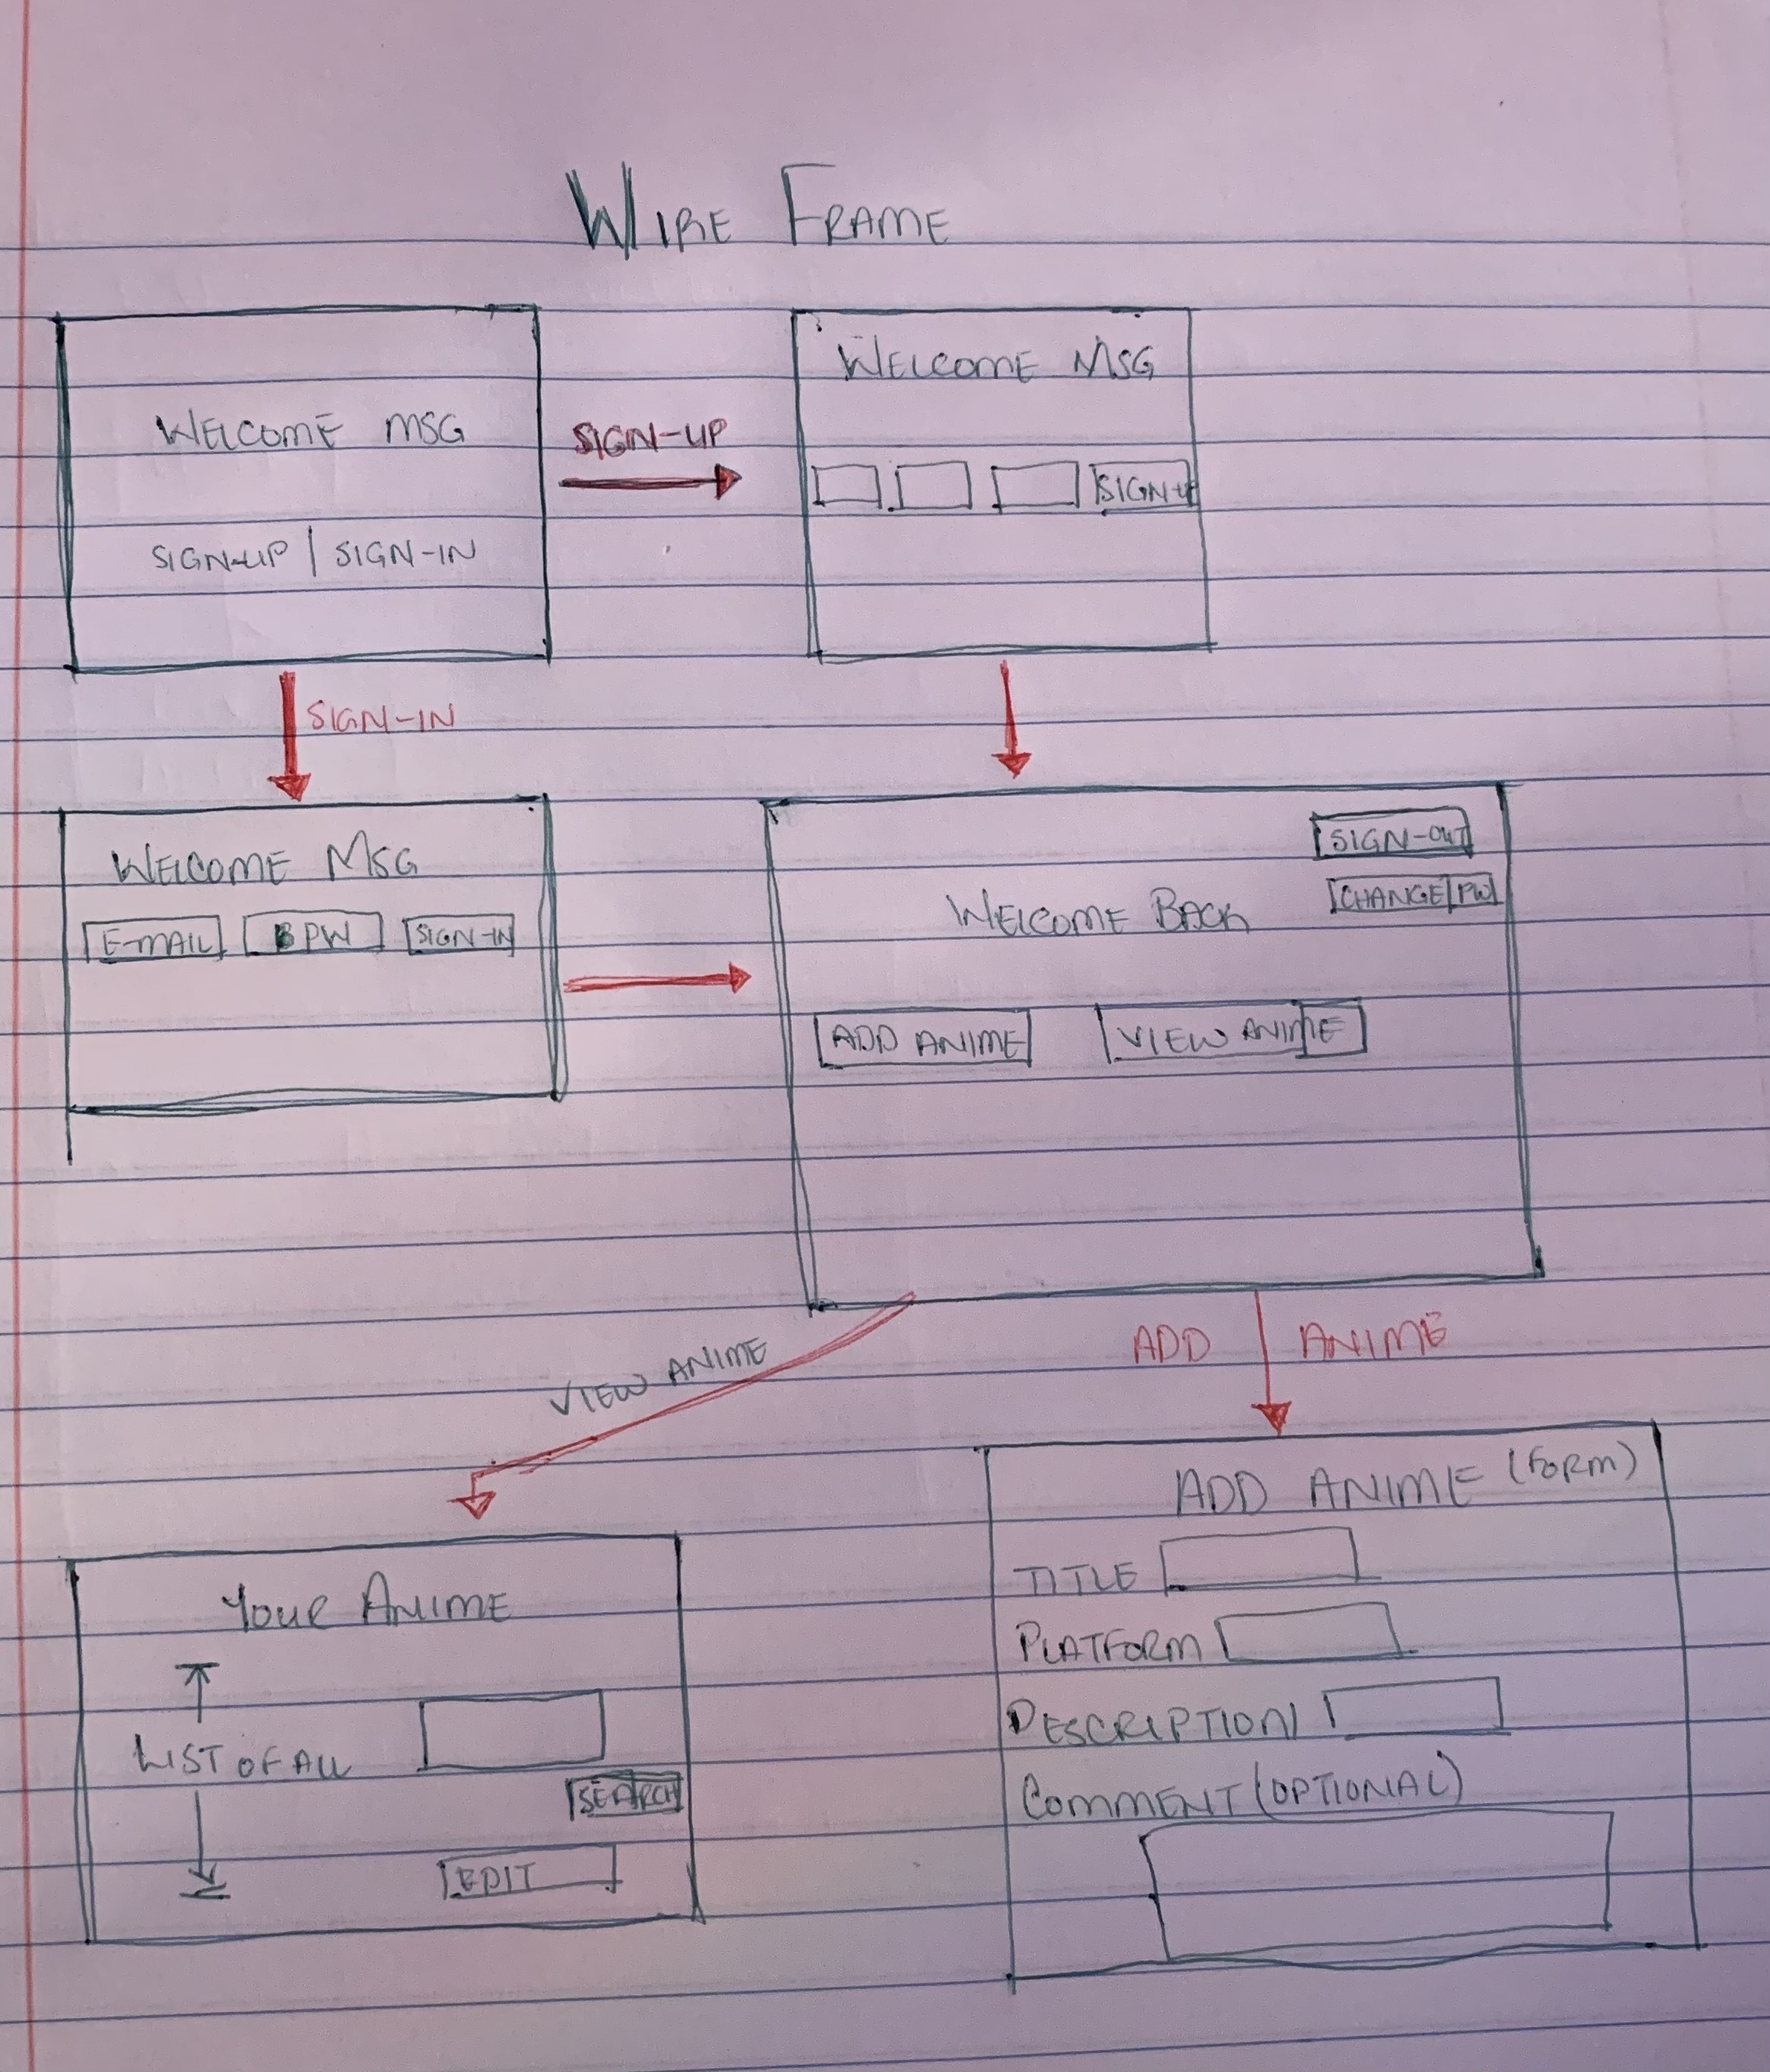 WIRE FRAME
WELCOME MSG
SIGN-UP | SIGN-IN
SIGN-UP
WELCOME MSG
SIGN-UP
SIGN-IN
WELCOME MSG
E-MAIL PW SIGN-IN
SIGN-OUT
CHANGE PW
WELCOME BACK
ADD ANIME VIEW ANIME
VIEW ANIME
ADD ANIME
YOUR ANIME
LIST OF ALL
SEARCH
EDIT
ADD ANIME (FORM)
TITLE
PLATFORM
DESCRIPTION
COMMENT (OPTIONAL)